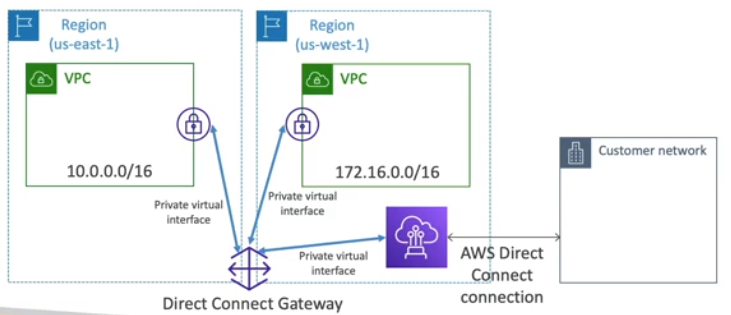 Region
(us-east-1)
Region
(us-west-1)
VPC
VPC
10.0.0.0/16
172.16.0.0/16
Customer network
Private virtual
interface
Private virtual
interface
Private virtual
interface
AWS Direct
Connect
connection
Direct Connect Gateway